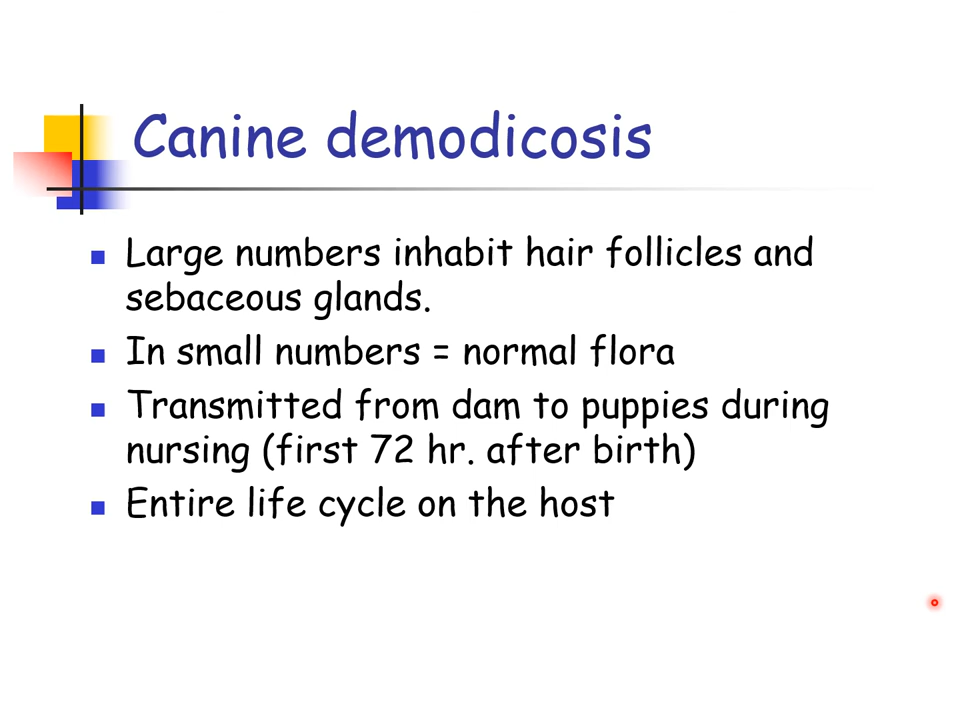 Canine demodicosis
Large numbers inhabit hair follicles and
sebaceous glands.
In small numbers = normal flora
Transmitted from dam to puppies during
nursing (first 72 hr. after birth)
Entire life cycle on the host